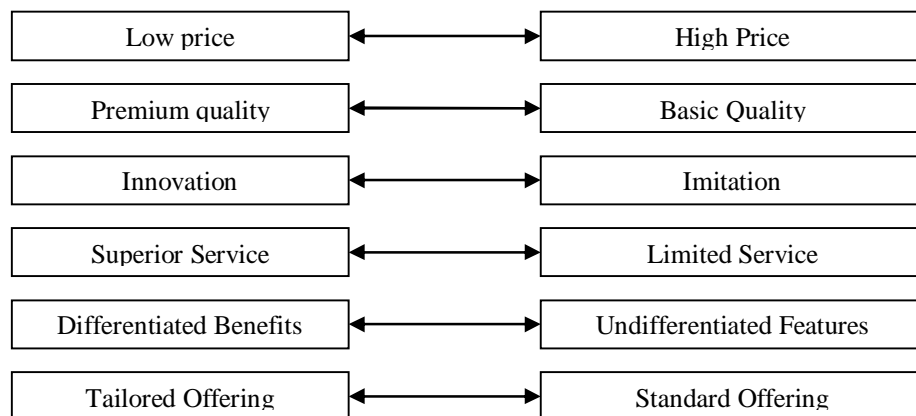 Low price
High Price
Premium quality
Basic Quality
Innovation
Imitation
Superior Service
Limited Service
Differentiated Benefits
Undifferentiated Features
Tailored Offering
Standard Offering